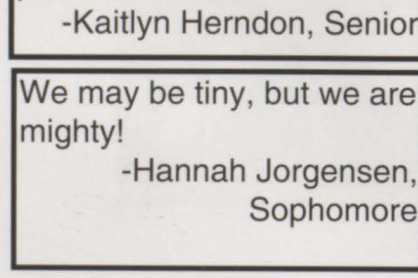 -Kaitlyn Herndon, Senior
We may be tiny, but we are
mighty!
-Hannah Jorgensen,
Sophomore